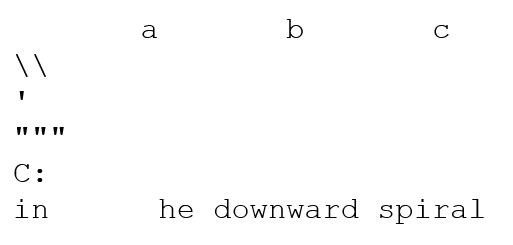 a       b       c
\\
'
"""
C:
in      he downward spiral